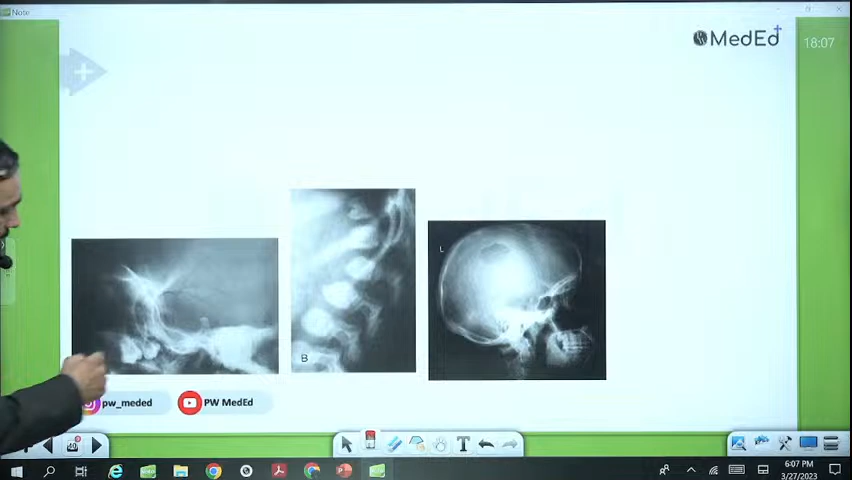 Note
MedEd+
18:07
L
B
pw_meded
PW MedEd
T
6:07 PM
3/27/2023